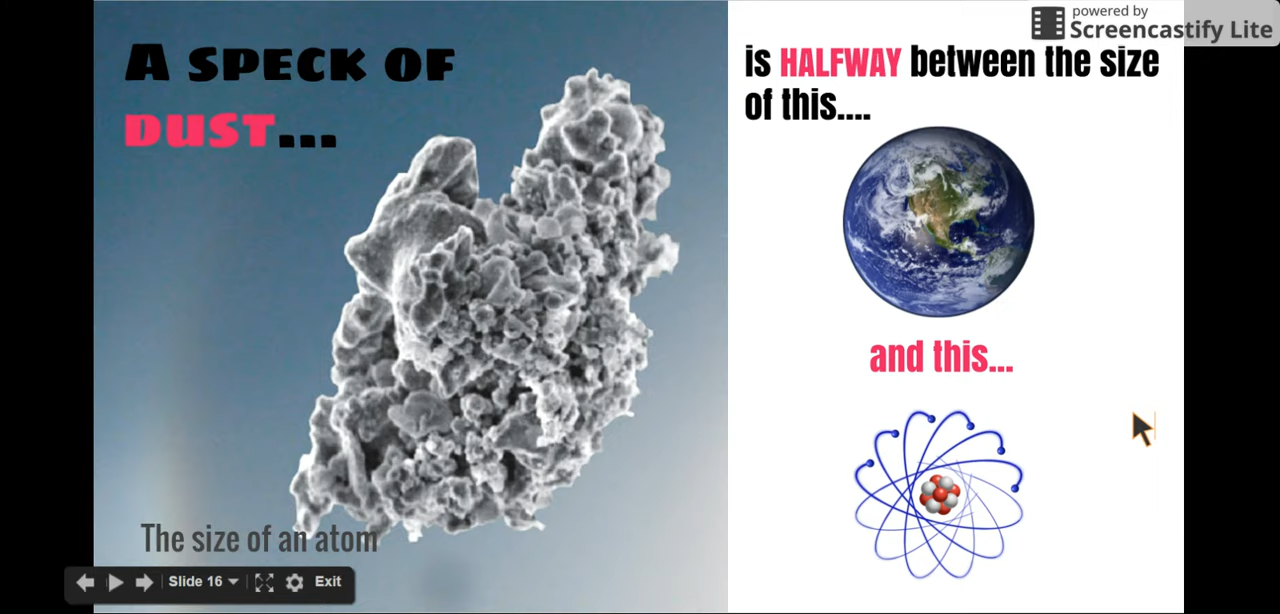 powered by
Screencastify Lite
A SPECK OF
DUST...
is HALFWAY between the size
of this....
and this...
The size of an atom
Slide 16
Exit